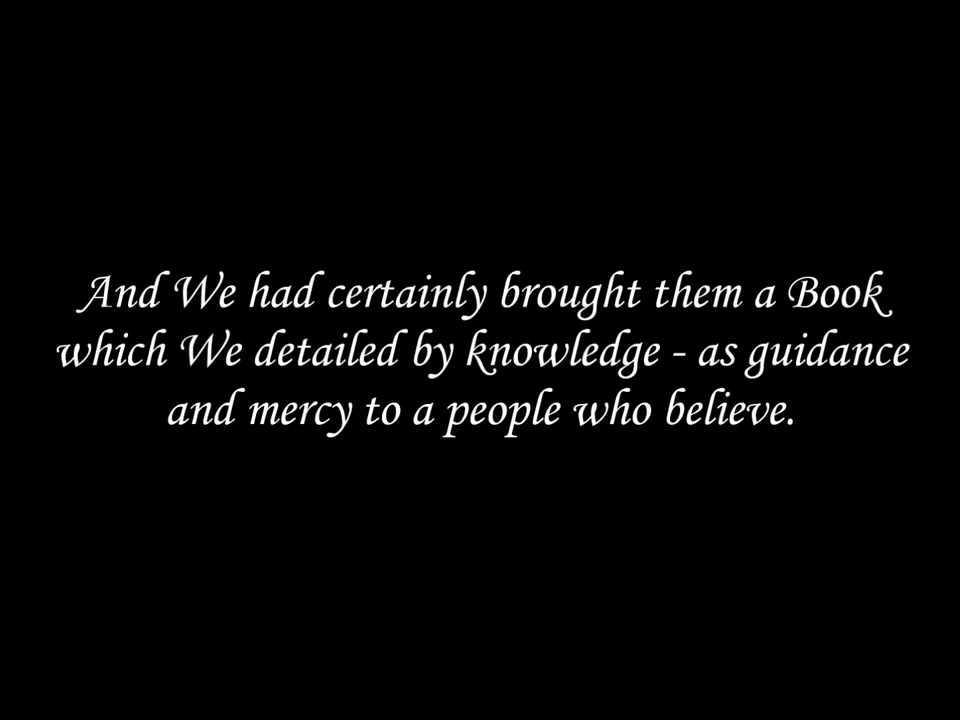 And We had certainly brought them a Book
which We detailed by knowledge - as guidance
and mercy to a people who believe.